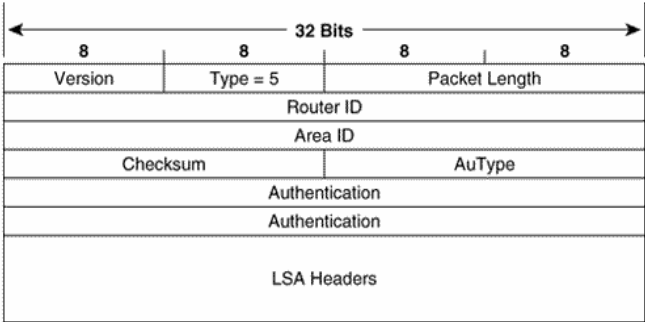 32 Bits
8 8 8 8
Version Type = 5 Packet Length
Router ID
Area ID
Checksum AuType
Authentication
Authentication
LSA Headers